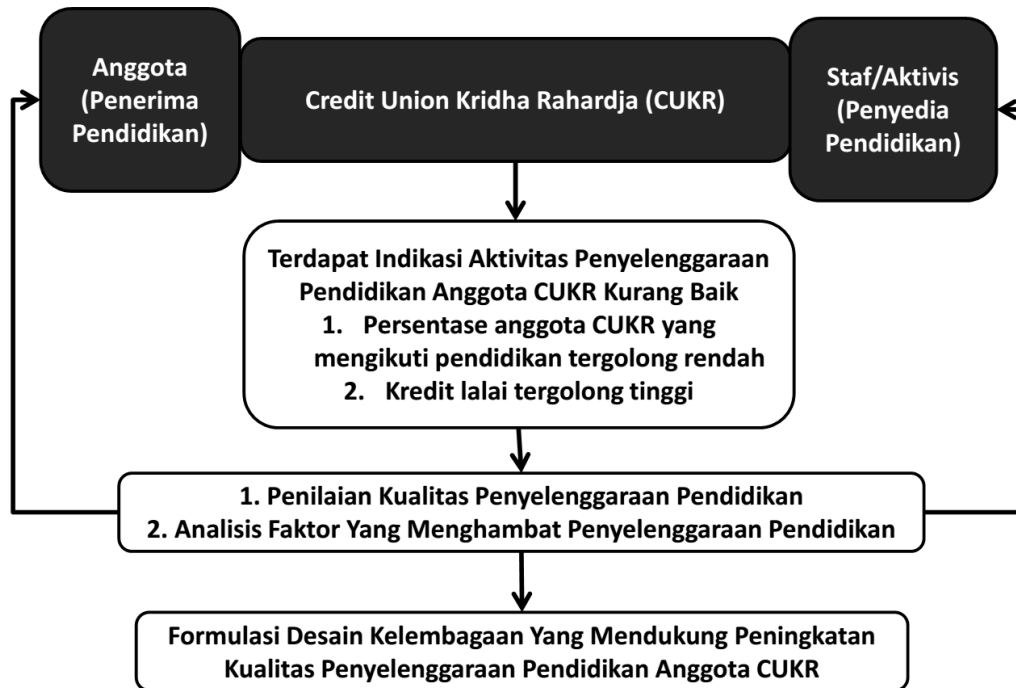 Anggota
(Penerima
Pendidikan)
Credit Union Kridha Rahardja (CUKR)
Staf/Aktivis
(Penyedia
Pendidikan)
Terdapat Indikasi Aktivitas Penyelenggaraan
Pendidikan Anggota CUKR Kurang Baik
1. Persentase anggota CUKR yang
mengikuti pendidikan tergolong rendah
2. Kredit lalai tergolong tinggi
1. Penilaian Kualitas Penyelenggaraan Pendidikan
2. Analisis Faktor Yang Menghambat Penyelenggaraan Pendidikan
Formulasi Desain Kelembagaan Yang Mendukung Peningkatan
Kualitas Penyelenggaraan Pendidikan Anggota CUKR